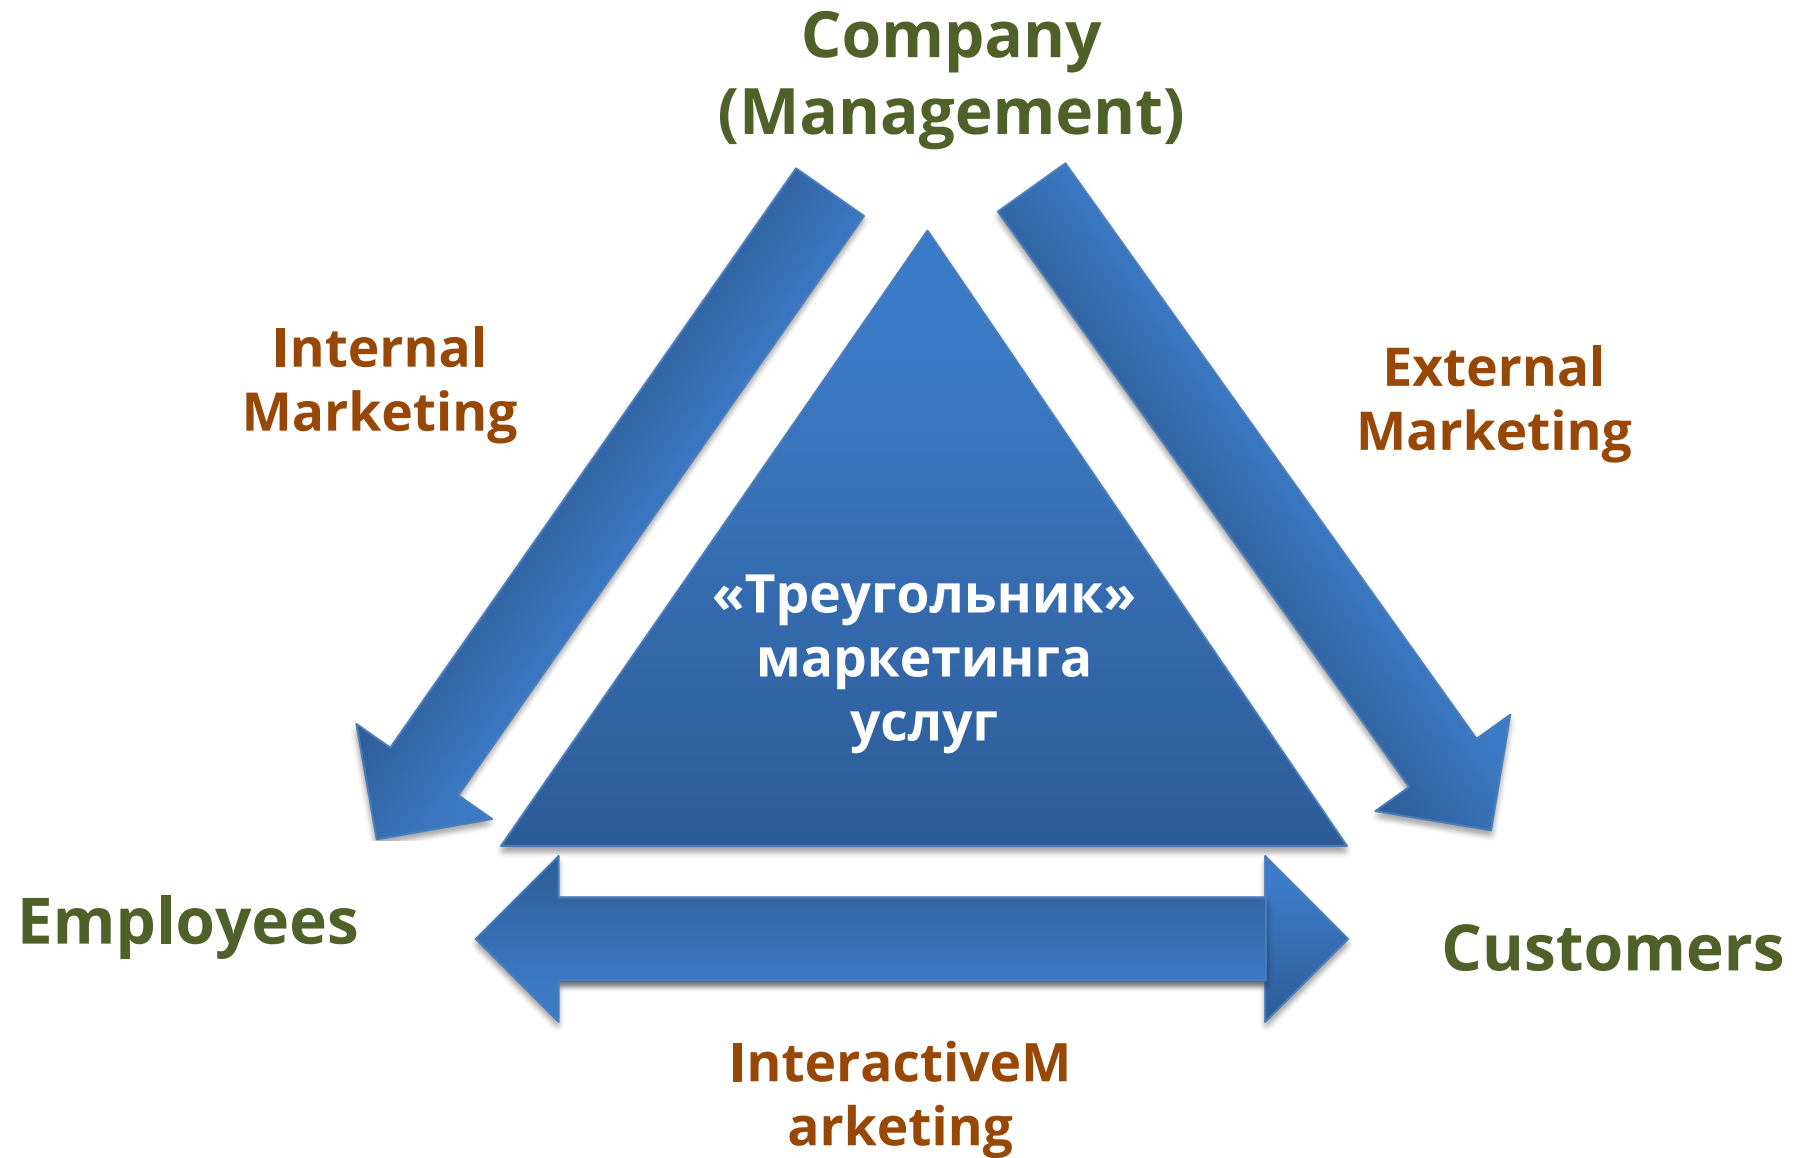 Company
(Management)
Internal
Marketing
External
Marketing
«Треугольник»
маркетинга
услуг
Employees
Customers
InteractiveM
arketing